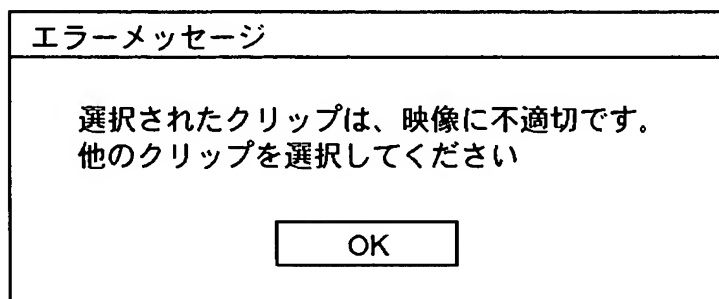 エラーメッセージ
選択されたクリップは、映像に不適切です。
他のクリップを選択してください
OK